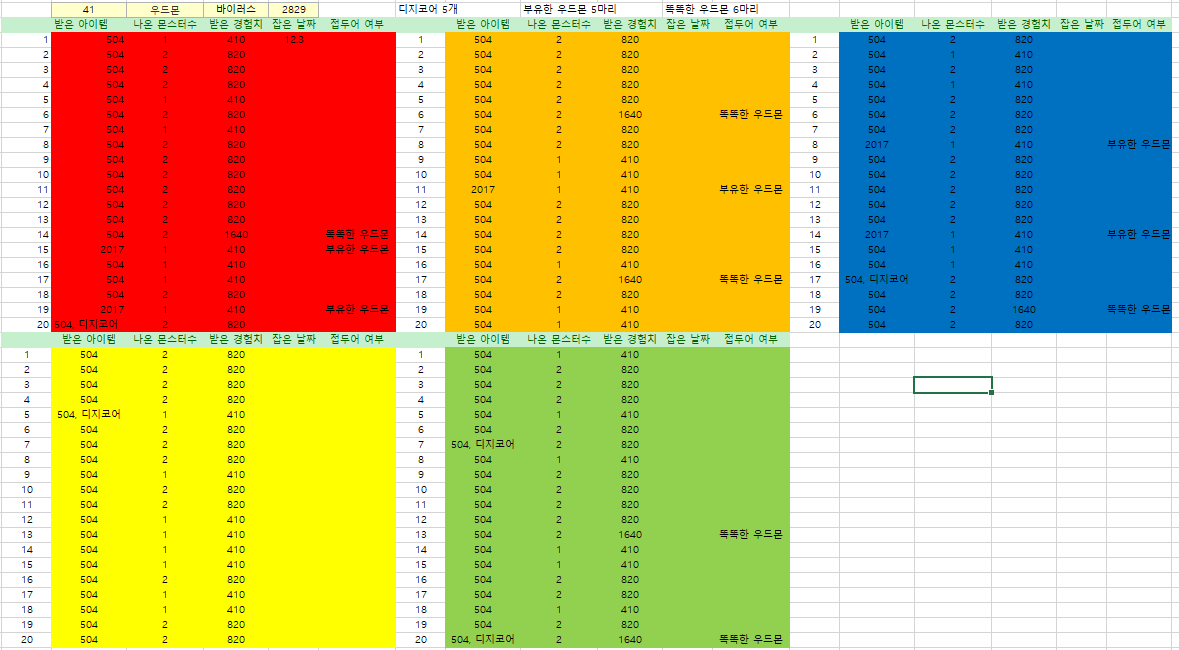 41 우드몬 바이러스 2829 디지코어 5개 부유한 우드몬 5마리 똑똑한 우드몬 6마리
받은 아이템 나온 몬스터수 받은 경험치 잡은 날짜 접두어 여부 받은 아이템 나온 몬스터수 받은 경험치 잡은 날짜 접두어 여부 받은 아이템 나온 몬스터수 받은 경험치 잡은 날짜 접두어 여부
1 504 1 410 12.3 1 504 2 820 1 504 2 820
2 504 2 820 2 504 2 820 2 504 1 410
3 504 2 820 3 504 2 820 3 504 2 820
4 504 2 820 4 504 2 820 4 504 1 410
5 504 1 410 5 504 2 820 5 504 2 820
6 504 2 820 6 504 2 1640 똑똑한 우드몬 6 504 2 820
7 504 1 410 7 504 2 820 7 504 2 820
8 504 2 820 8 504 2 820 8 2017 1 410 부유한 우드몬
9 504 2 820 9 504 1 410 9 504 2 820
10 504 2 820 10 504 1 410 10 504 2 820
11 504 2 820 11 2017 1 410 부유한 우드몬 11 504 2 820
12 504 2 820 12 504 2 820 12 504 2 820
13 504 2 820 13 504 2 820 13 504 2 820
14 504 2 1640 똑똑한 우드몬 14 504 2 820 14 2017 1 410 부유한 우드몬
15 2017 1 410 부유한 우드몬 15 504 2 820 15 504 1 410
16 504 1 410 16 504 1 410 16 504 1 410
17 504 1 410 17 504 2 1640 똑똑한 우드몬 17 504, 디지코어 2 820
18 504 2 820 18 504 2 820 18 504 2 820
19 2017 1 410 부유한 우드몬 19 504 1 410 19 504 2 1640 똑똑한 우드몬
20 504, 디지코어 2 820 20 504 1 410 20 504 2 820
받은 아이템 나온 몬스터수 받은 경험치 잡은 날짜 접두어 여부 받은 아이템 나온 몬스터수 받은 경험치 잡은 날짜 접두어 여부
1 504 2 820 1 504 1 410
2 504 2 820 2 504 2 820
3 504 2 820 3 504 2 820
4 504 2 820 4 504 2 820
5 504, 디지코어 1 410 5 504 1 410
6 504 2 820 6 504 2 820
7 504 2 820 7 504, 디지코어 2 820
8 504 2 820 8 504 1 410
9 504 1 410 9 504 2 820
10 504 2 820 10 504 2 820
11 504 2 820 11 504 2 820
12 504 1 410 12 504 2 820
13 504 1 410 13 504 2 1640 똑똑한 우드몬
14 504 1 410 14 504 1 410
15 504 1 410 15 504 1 410
16 504 2 820 16 504 2 820
17 504 1 410 17 504 2 820
18 504 1 410 18 504 1 410
19 504 2 820 19 504 2 820
20 504 2 820 20 504, 디지코어 2 1640 똑똑한 우드몬